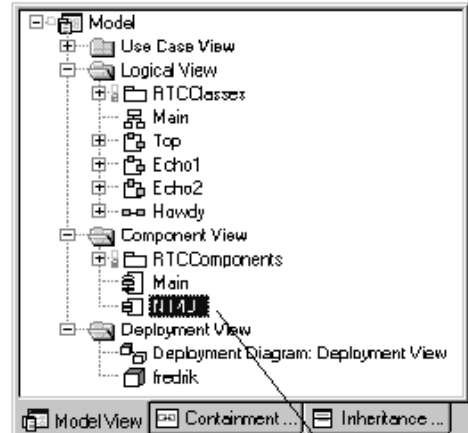 Model
Use Case View
Logical View
RTCClasses
Main
Top
Echo1
Echo2
Howdy
Component View
RTCComponents
Main
Deployment View
Deployment Diagram: Deployment View
fredrik
Model View Containment ... Inheritance ...